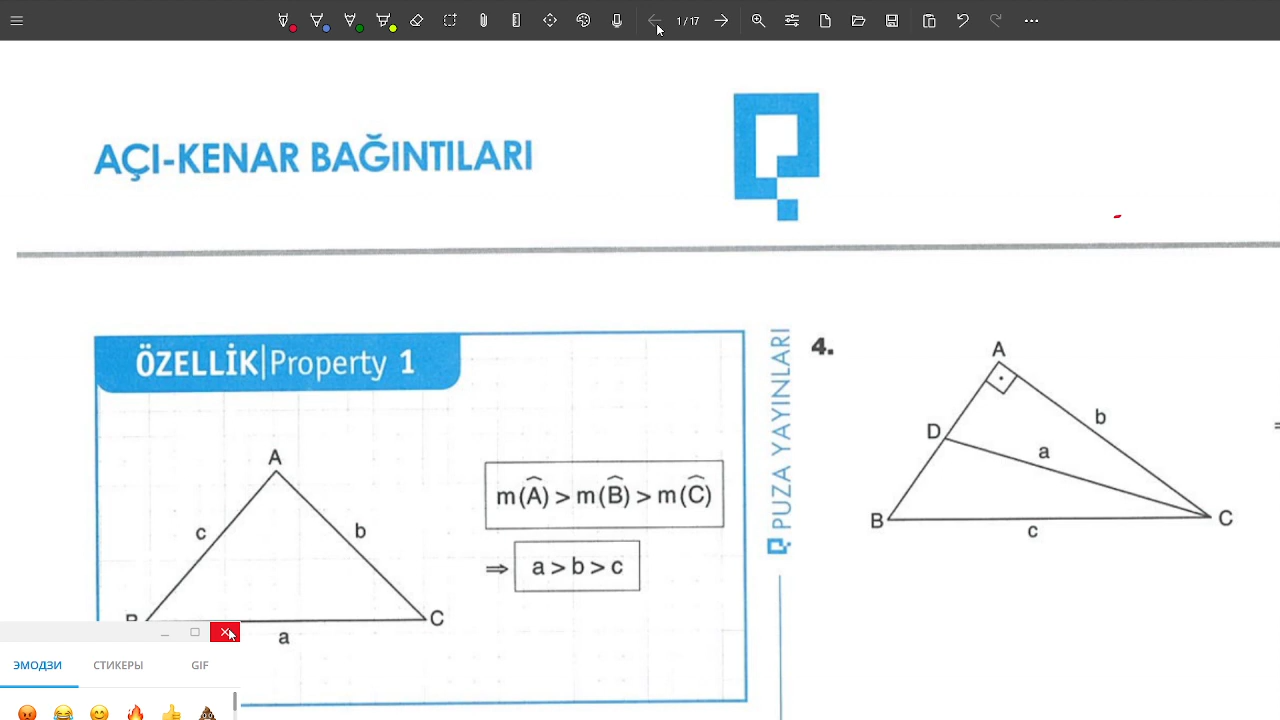 1/17
AÇI-KENAR BAĞINTILARI
ÖZELLİK|Property 1
A
c
b
C
a
m(A) > m(B) > m(C)
⇒ a > b > c
PUZA YAYINLARI
4.
A
b
D
a
B
C
c
ЭМОДЗИ СТИКЕРЫ GIF